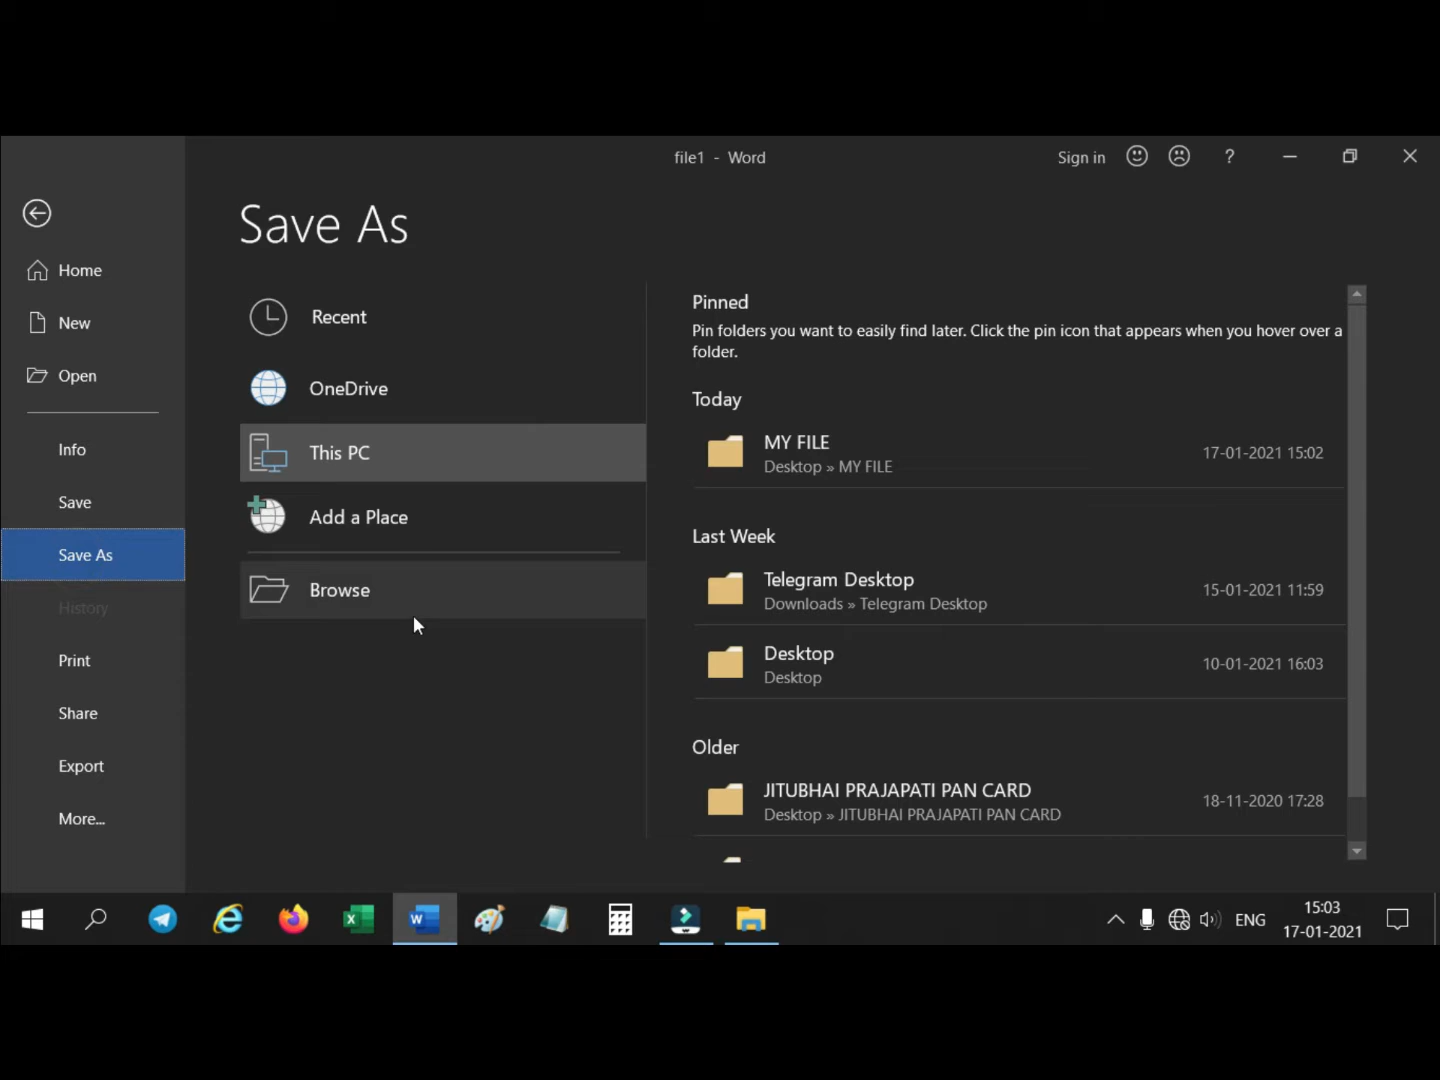 file1 - Word
Sign in
?
Save As
Home
New
Open
Info
Save
Save As
History
Print
Share
Export
More...
Recent
OneDrive
This PC
Add a Place
Browse
Pinned
Pin folders you want to easily find later. Click the pin icon that appears when you hover over a
folder.
Today
MY FILE
Desktop » MY FILE
17-01-2021 15:02
Last Week
Telegram Desktop
Downloads » Telegram Desktop
15-01-2021 11:59
Desktop
Desktop
10-01-2021 16:03
Older
JITUBHAI PRAJAPATI PAN CARD
Desktop » JITUBHAI PRAJAPATI PAN CARD
18-11-2020 17:28
ENG
15:03
17-01-2021